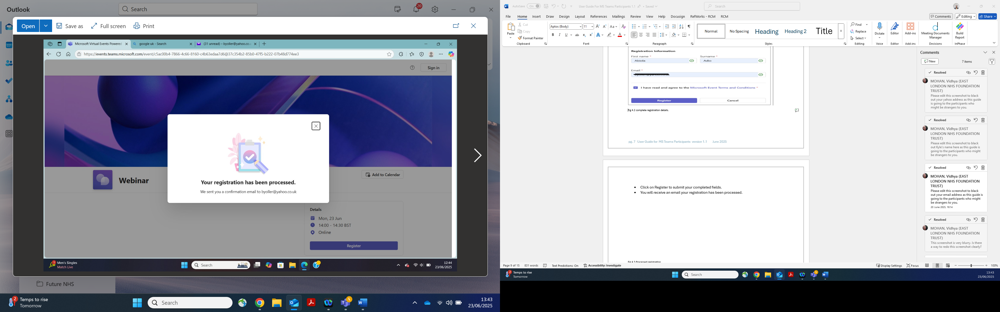 Outlook
Search
20
Open
Save as
Full screen
Print
Microsoft Virtual Events Powered
google uk - Search
(31 unread) – byoller@yahoo.co.u
https://events.teams.microsoft.com/event/c5ac00b4-7866-4c66-8160-c4b63edaa7d6@37c354b2-85b0-47f5-b222-07b48d774ee3
Sign in
Your registration has been processed.
We sent you a confirmation email to byoller@yahoo.co.uk
Webinar
Add to Calendar
Details
Mon, 23 Jun
14:00 - 14:30 BST
Online
Register
1
Men's Singles
Match Live
Search
12:44
23/06/2025
Future NHS
2
Temps to rise
Tomorrow
Search
13:43
23/06/2025
AutoSave
On
User Guide For MS Teams Participants 1.1
• Saved
Search
File
Home
Insert
Draw
Design
Layout
References
Mailings
Review
View
Help
Docusign
RefWorks - RCM
RCM
Comments
Editing
Share
Paste
Cut
Copy
Format Painter
Clipboard
Aptos (Body)
11
Font
Paragraph
Normal
No Spacing
Heading
Heading 2
Title
Styles
Find
Replace
Select
Editing
Dictate
Voice
Editor
Editor
Add-ins
Add-ins
Meeting Documents
Manager
Decisions
Build
Report
InPhase
Registration Information
First name *
Surname *
Abiola
Adio
Email *
I have read and agree to the Microsoft Event Terms and Conditions *
Register
Cancel
Fig 4.2 complete registration details.
pg. 7 User Guide for MS Teams Participants version 1.1 June 2025
• Click on Register to submit your completed fields.
• You will receive an email your registration has been processed.
Fig 4.3 Processed registration
Comments
New
7 items
Resolved
MOHAN, Vidhya (EAST
LONDON NHS FOUNDATION
TRUST)
Please edit this screenshot to black
out your yahoo address as this guide
is going to the participants who
might be strangers to you.
Resolved
MOHAN, Vidhya (EAST
LONDON NHS FOUNDATION
TRUST)
Please edit this screenshot to black
out Kyle's name here as this guide is
going to the participants who might
be strangers to you.
Resolved
MOHAN, Vidhya (EAST
LONDON NHS FOUNDATION
TRUST)
Please edit this screenshot to black
out your email address as this guide is
going to the participants who might
be strangers to you.
20 June 2025, 16:14
Resolved
MOHAN, Vidhya (EAST
LONDON NHS FOUNDATION
TRUST)
This screenshot is very blurry. Is there
a way to redo this screenshot clearly?
Page 9 of 15
831 words
Text Predictions: On
Accessibility: Investigate
Display Settings
Focus
100%
2
Temps to rise
Tomorrow
Search
13:43
23/06/2025